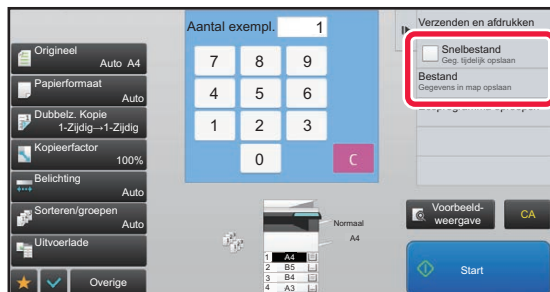 Aantal exempl. 1
Verzenden en afdrukken
Snelbestand
Geg. tijdelijk opslaan
Bestand
Gegevens in map opslaan
Origineel
Auto A4
Papierformaat
Auto
Dubbelz. Kopie
1-Zijdig→1-Zijdig
Kopieerfactor
100%
Belichting
Auto
Sorteren/groepen
Auto
Uitvoerlade
Overige
7 8 9
4 5 6
1 2 3
0 C
Normaal
A4
1 A4
2 B5
3 B4
4 A3
Voorbeeld-
weergave
CA
Start